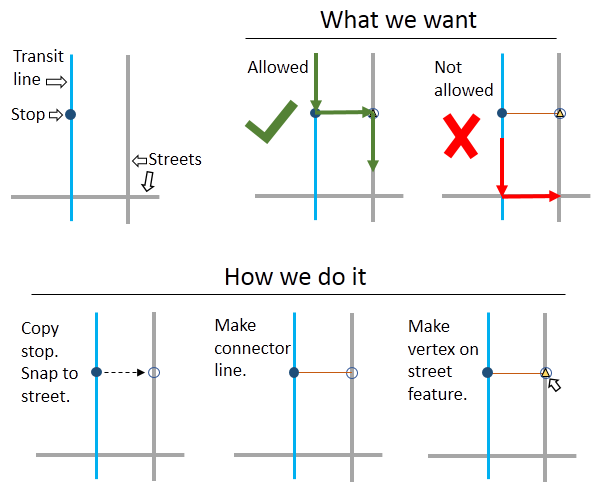 What we want
Transit
line
Stop
Streets
Allowed
Not
allowed
How we do it
Copy
stop.
Snap to
street.
Make
connector
line.
Make
vertex on
street
feature.